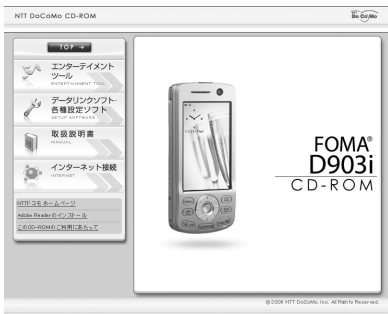 NTT DoCoMo CD-ROM
NTT
DoCoMo
TOP →
エンターテイメント
ツール
ENTERTAINMENT TOOL
データリンクソフト・
各種設定ソフト
SETUP SOFTWARE
取扱説明書
MANUAL
インターネット接続
INTERNET
NTTドコモ ホームページ
Adobe Readerのインストール
このCD-ROMのご利用にあたって
FOMA®
D903i
CD-ROM
© 2006 NTT DoCoMo, Inc. All Rights Reserved.